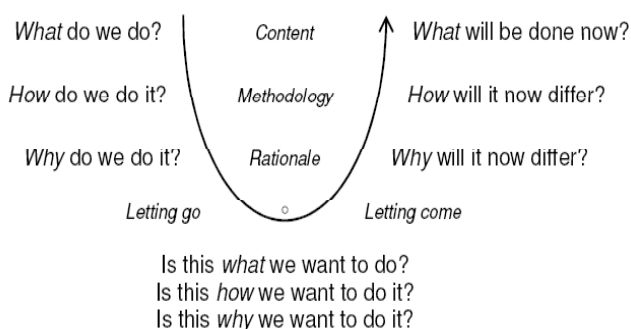 What do we do? Content What will be done now?
How do we do it? Methodology How will it now differ?
Why do we do it? Rationale Why will it now differ?
Letting go Letting come
Is this what we want to do?
Is this how we want to do it?
Is this why we want to do it?